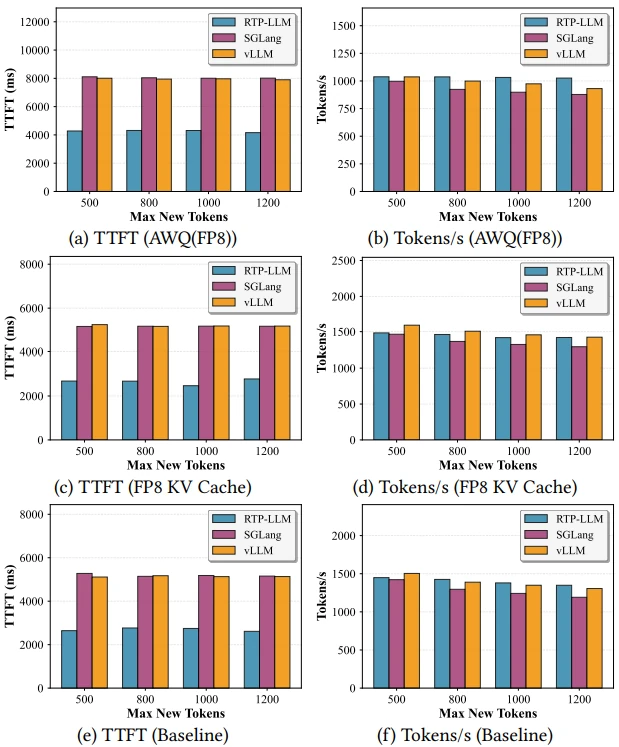 12000
10000
8000
6000
4000
2000
0
TTFT (ms)
RTP-LLM
SGLang
vLLM
500 800 1000 1200
Max New Tokens
(a) TTFT (AWQ(FP8))
1500
1250
1000
750
500
250
0
Tokens/s
RTP-LLM
SGLang
vLLM
500 800 1000 1200
Max New Tokens
(b) Tokens/s (AWQ(FP8))
8000
6000
4000
2000
0
TTFT (ms)
RTP-LLM
SGLang
vLLM
500 800 1000 1200
Max New Tokens
(c) TTFT (FP8 KV Cache)
2500
2000
1500
1000
500
0
Tokens/s
RTP-LLM
SGLang
vLLM
500 800 1000 1200
Max New Tokens
(d) Tokens/s (FP8 KV Cache)
8000
6000
4000
2000
0
TTFT (ms)
RTP-LLM
SGLang
vLLM
500 800 1000 1200
Max New Tokens
(e) TTFT (Baseline)
2000
1500
1000
500
0
Tokens/s
RTP-LLM
SGLang
vLLM
500 800 1000 1200
Max New Tokens
(f) Tokens/s (Baseline)